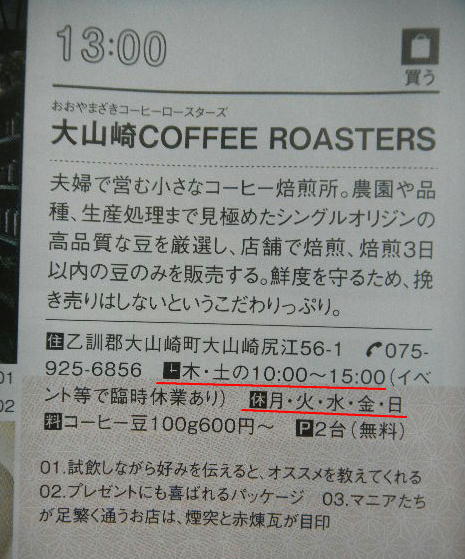 13:00
買う
おおやまざきコーヒーロースターズ
大山崎COFFEE ROASTERS
夫婦で営む小さなコーヒー焙煎所。農園や品
種、生産処理まで見極めたシングルオリジンの
高品質な豆を厳選し、店舗で焙煎、焙煎3日
以内の豆のみを販売する。鮮度を守るため、挽
き売りはしないというこだわりっぷり。
住乙訓郡大山崎町大山崎尻江56-1 075-
925-6856 木・土の10:00〜15:00(イベ
ント等で臨時休業あり) 休月・火・水・金・日
料コーヒー豆100g600円〜 P2台(無料)
01.試飲しながら好みを伝えると、オススメを教えてくれる
02.プレゼントにも喜ばれるパッケージ 03.マニアたち
が足繁く通うお店は、煙突と赤煉瓦が目印
01
02